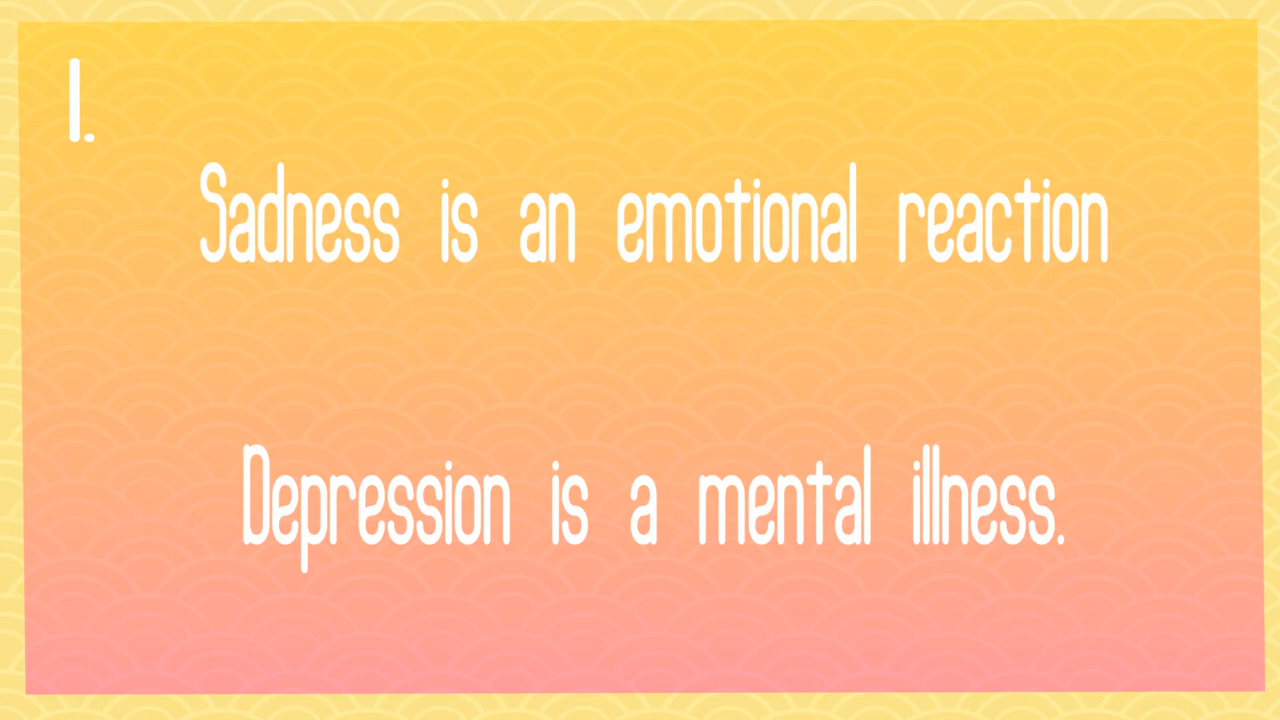 1.
Sadness is an emotional reaction
Depression is a mental illness.